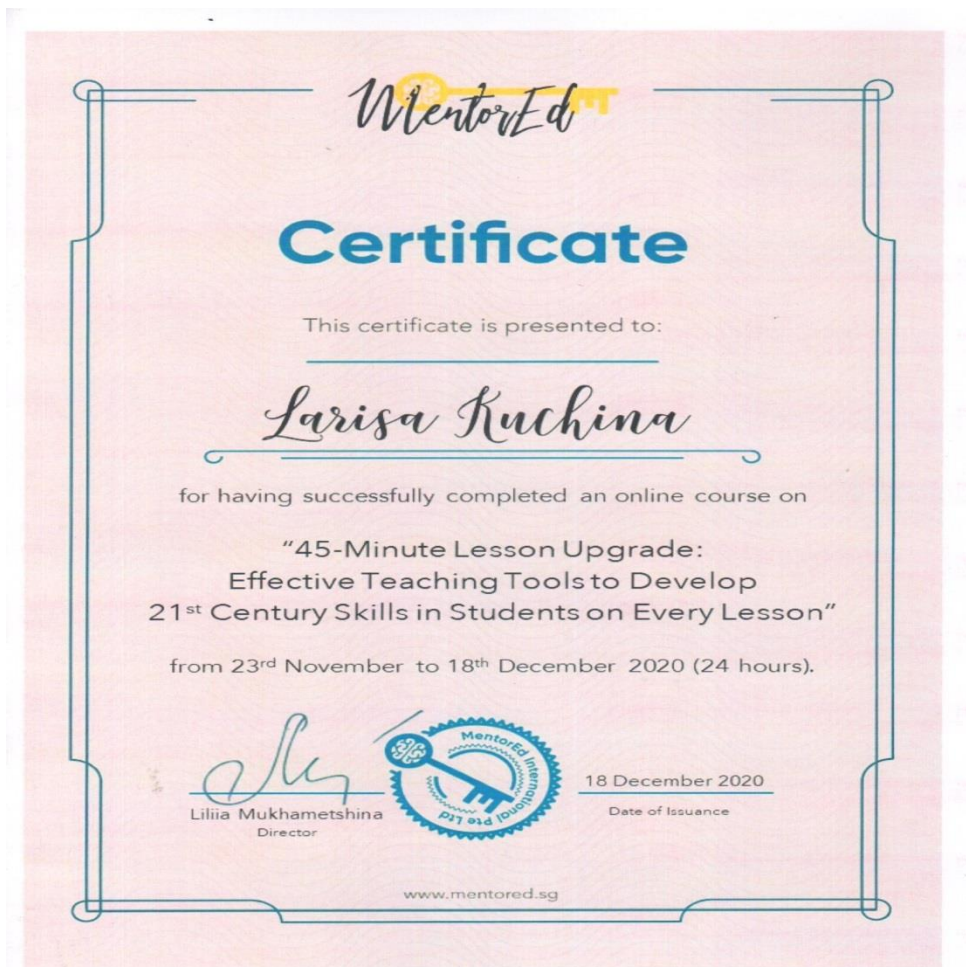 MentorEd
Certificate
This certificate is presented to:
Larisa Kuchina
for having successfully completed an online course on
“45-Minute Lesson Upgrade:
Effective Teaching Tools to Develop
21st Century Skills in Students on Every Lesson”
from 23rd November to 18th December 2020 (24 hours).
MentorEd International Pte Ltd
18 December 2020
Liliia Mukhametshina
Date of Issuance
Director
www.mentored.sg